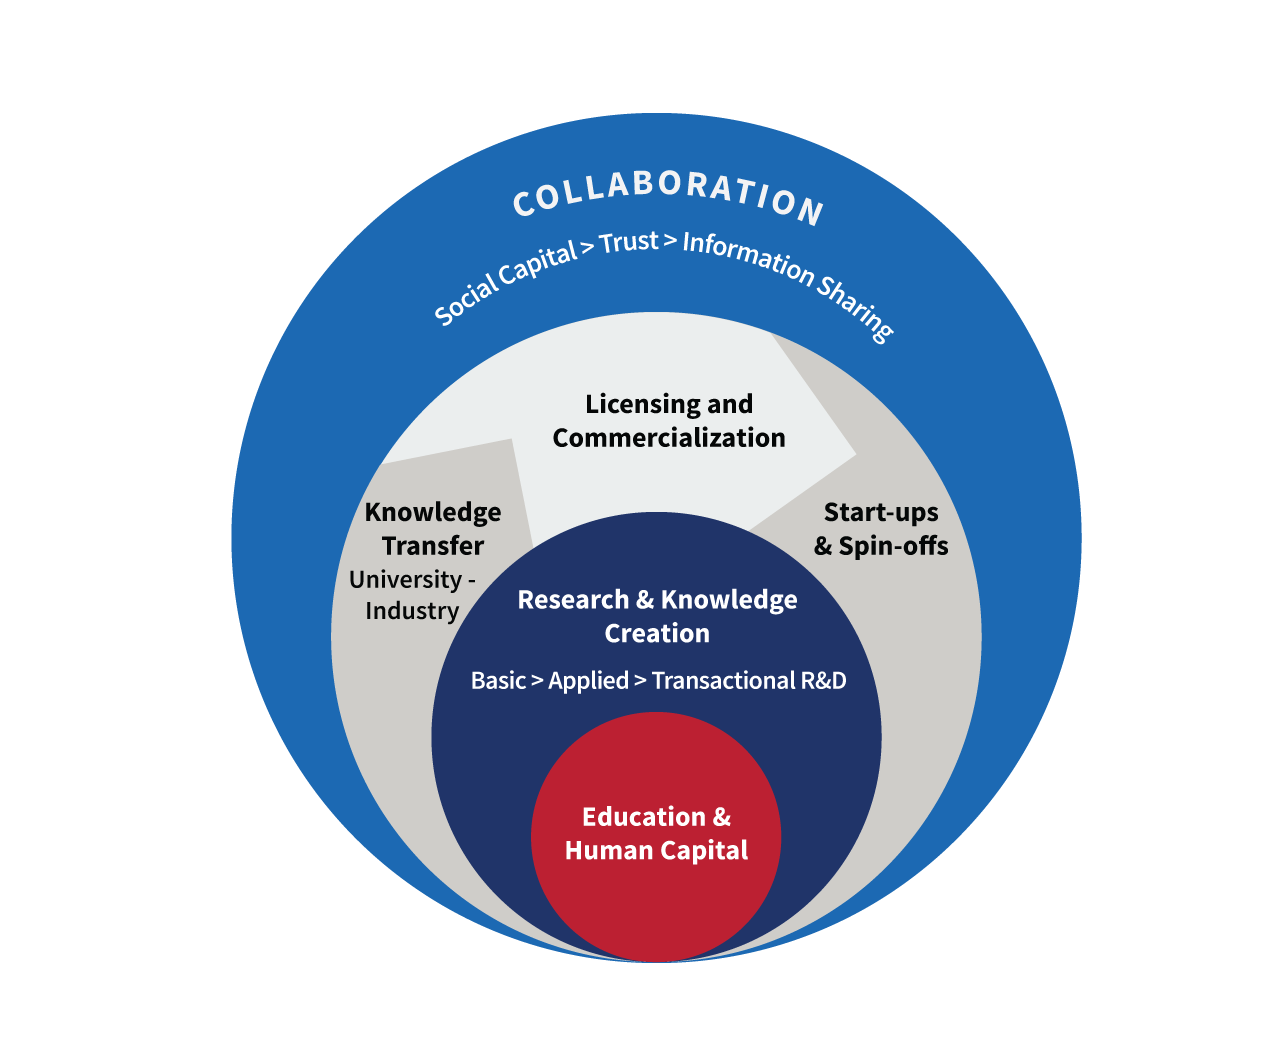 COLLABORATION
Social Capital > Trust > Information Sharing
Licensing and
Commercialization
Knowledge
Transfer
University -
Industry
Start-ups
& Spin-offs
Research & Knowledge
Creation
Basic > Applied > Transactional R&D
Education &
Human Capital